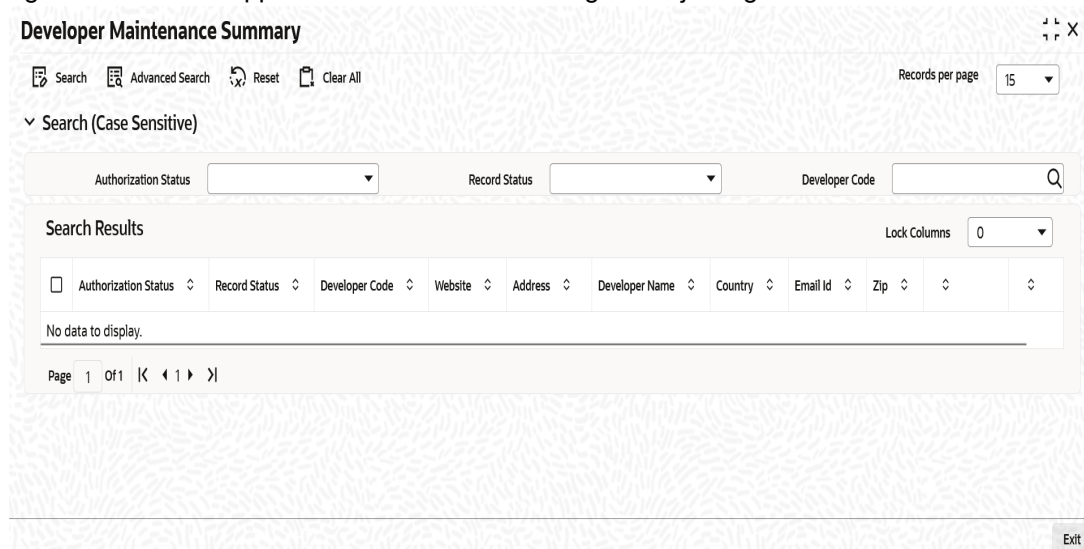 Developer Maintenance Summary
Search Advanced Search Reset Clear All Records per page 15
Search (Case Sensitive)
Authorization Status Record Status Developer Code
Search Results Lock Columns 0
Authorization Status Record Status Developer Code Website Address Developer Name Country Email Id Zip
No data to display.
Page 1 Of 1 1
Exit